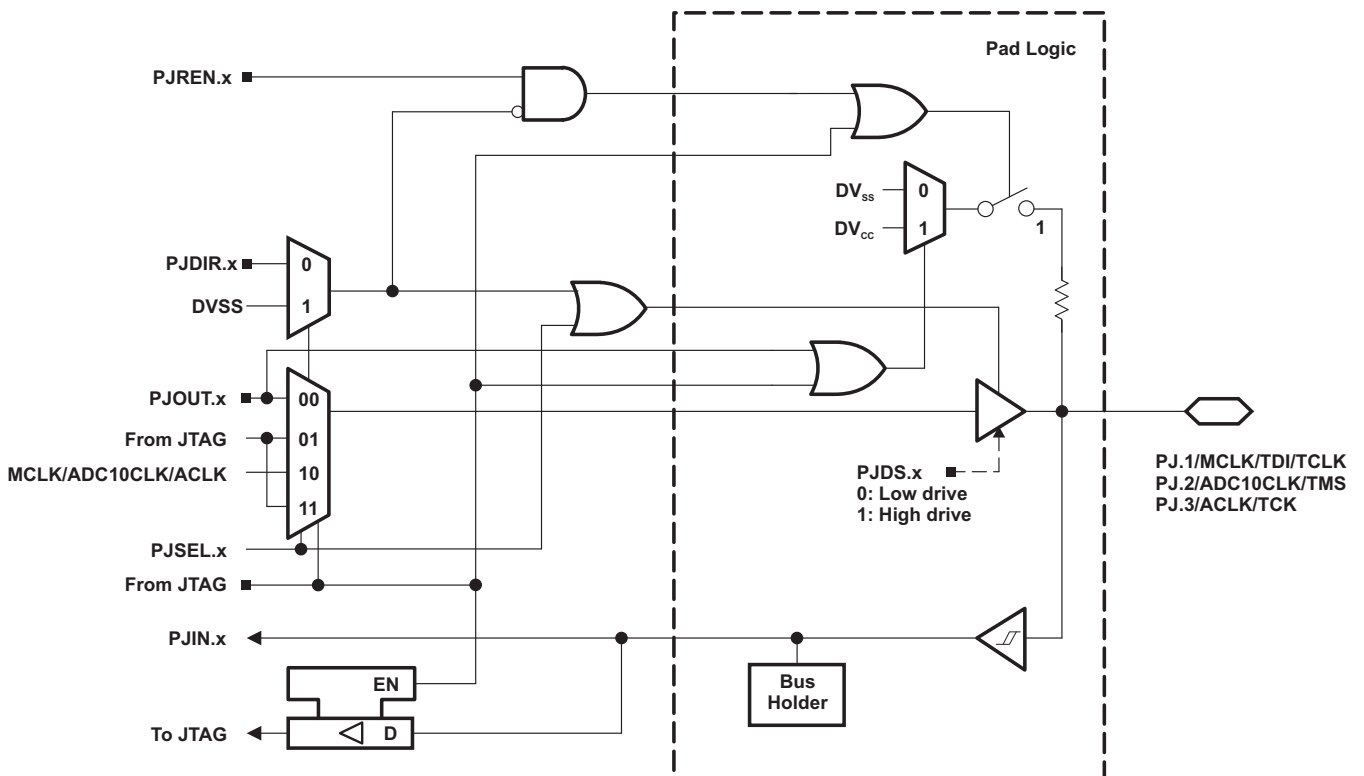 Pad Logic
PJREN.x
DVss
0
DVcc
1
1
PJDIR.x
0
DVSS
1
PJOUT.x
00
From JTAG
01
MCLK/ADC10CLK/ACLK
10
11
PJDS.x
0: Low drive
1: High drive
PJ.1/MCLK/TDI/TCLK
PJ.2/ADC10CLK/TMS
PJ.3/ACLK/TCK
PJSEL.x
From JTAG
PJIN.x
Bus
Holder
EN
To JTAG
D